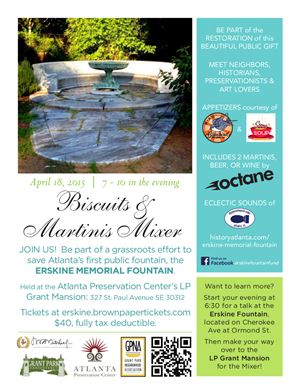 BE PART of the
RESTORATION of this
BEAUTIFUL PUBLIC GIFT
MEET NEIGHBORS,
HISTORIANS,
PRESERVATIONISTS &
ART LOVERS
APPETIZERS courtesy of
&
SOUP
INCLUDES 2 MARTINIS,
BEER, OR WINE by
octane
ECLECTIC SOUNDS of
historyatlanta.com/
erskine-memorial-fountain
Find us on
Facebook
erskinefountainfund
April 18, 2015 | 7 - 10 in the evening
Biscuits &
Martinis Mixer
JOIN US! Be part of a grassroots effort to
save Atlanta's first public fountain, the
ERSKINE MEMORIAL FOUNTAIN.
Held at the Atlanta Preservation Center's LP
Grant Mansion: 327 St. Paul Avenue SE 30312
Tickets at erskine.brownpapertickets.com
$40, fully tax deductible.
GRANT PARK
ATLANTA
Preservation Center
GPNA
Want to learn more?
Start your evening at
6:30 for a talk at the
Erskine Fountain,
located on Cherokee
Ave at Ormond St.
Then make your way
over to the
LP Grant Mansion
for the Mixer!